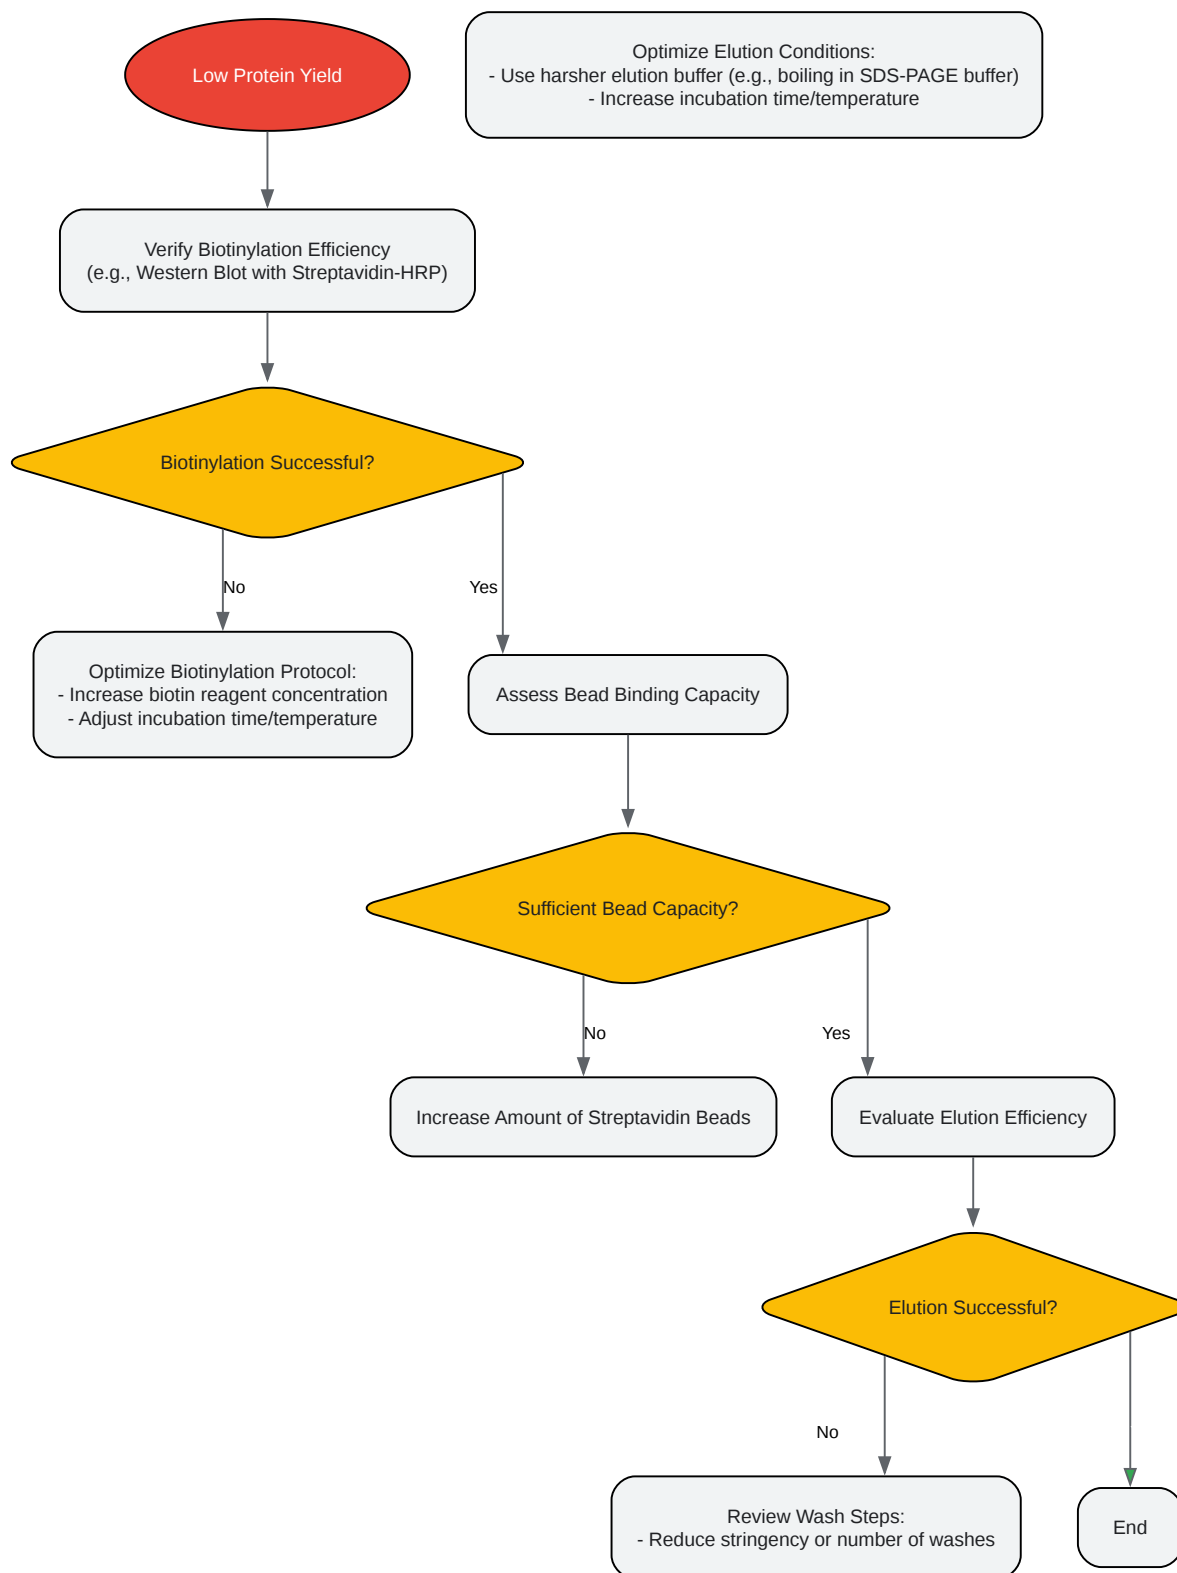 Low Protein Yield
Optimize Elution Conditions:
- Use harsher elution buffer (e.g., boiling in SDS-PAGE buffer)
- Increase incubation time/temperature
Verify Biotinylation Efficiency
(e.g., Western Blot with Streptavidin-HRP)
Biotinylation Successful?
No
Yes
Optimize Biotinylation Protocol:
- Increase biotin reagent concentration
- Adjust incubation time/temperature
Assess Bead Binding Capacity
Sufficient Bead Capacity?
No
Yes
Increase Amount of Streptavidin Beads
Evaluate Elution Efficiency
Elution Successful?
No
Review Wash Steps:
- Reduce stringency or number of washes
End